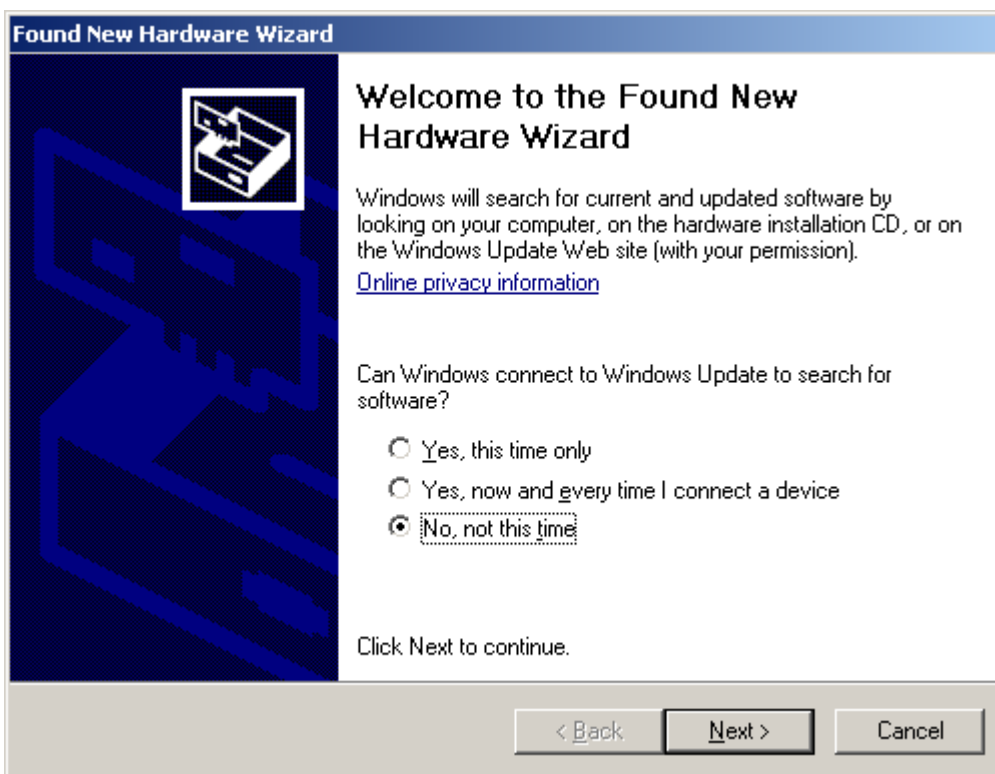 Found New Hardware Wizard
Welcome to the Found New
Hardware Wizard
Windows will search for current and updated software by
looking on your computer, on the hardware installation CD, or on
the Windows Update Web site (with your permission).
Online privacy information
Can Windows connect to Windows Update to search for
software?
Yes, this time only
Yes, now and every time I connect a device
No, not this time
Click Next to continue.
< Back
Next >
Cancel